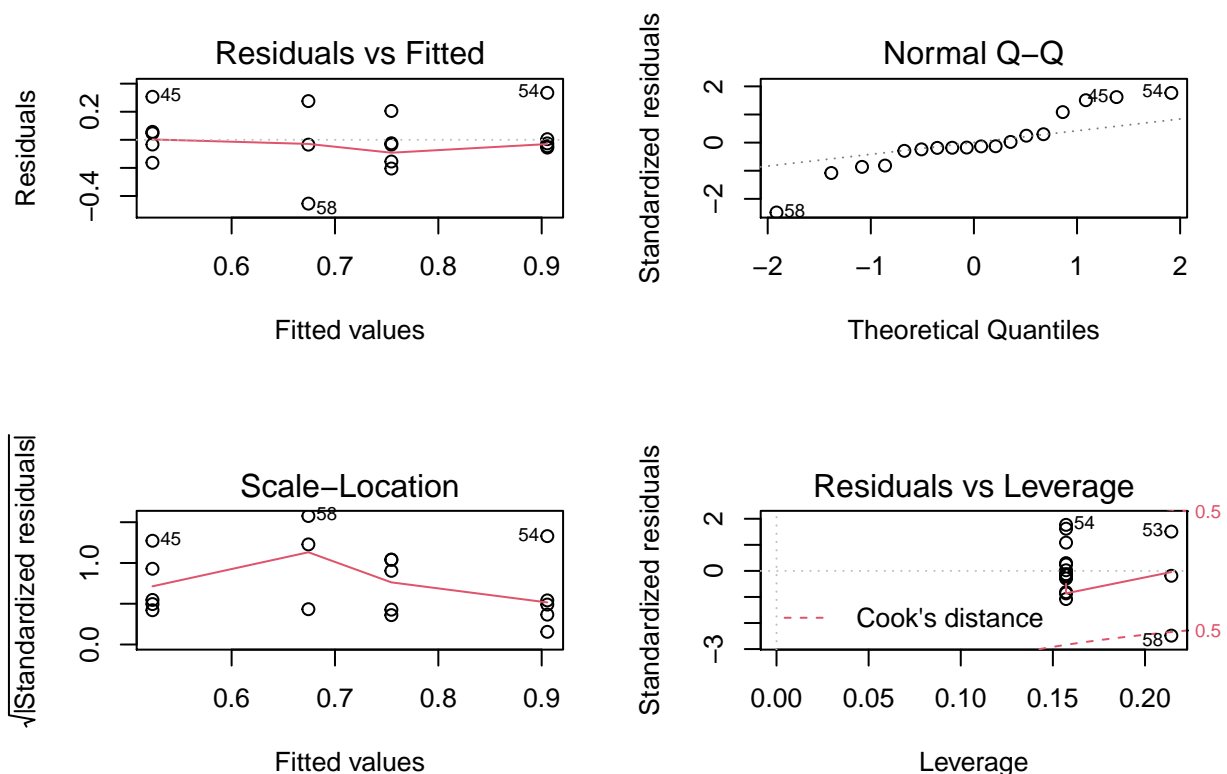 Residuals vs Fitted
Residuals
0.2
−0.4
45
54
58
0.6 0.7 0.8 0.9
Fitted values
Normal Q−Q
Standardized residuals
2
0
−2
45
54
58
−2 −1 0 1 2
Theoretical Quantiles
Scale−Location
√|Standardized residuals|
1.0
0.0
45
58
54
0.6 0.7 0.8 0.9
Fitted values
Residuals vs Leverage
Standardized residuals
2
0
−3
54
53
58
0.5
0.5
Cook's distance
0.00 0.05 0.10 0.15 0.20
Leverage